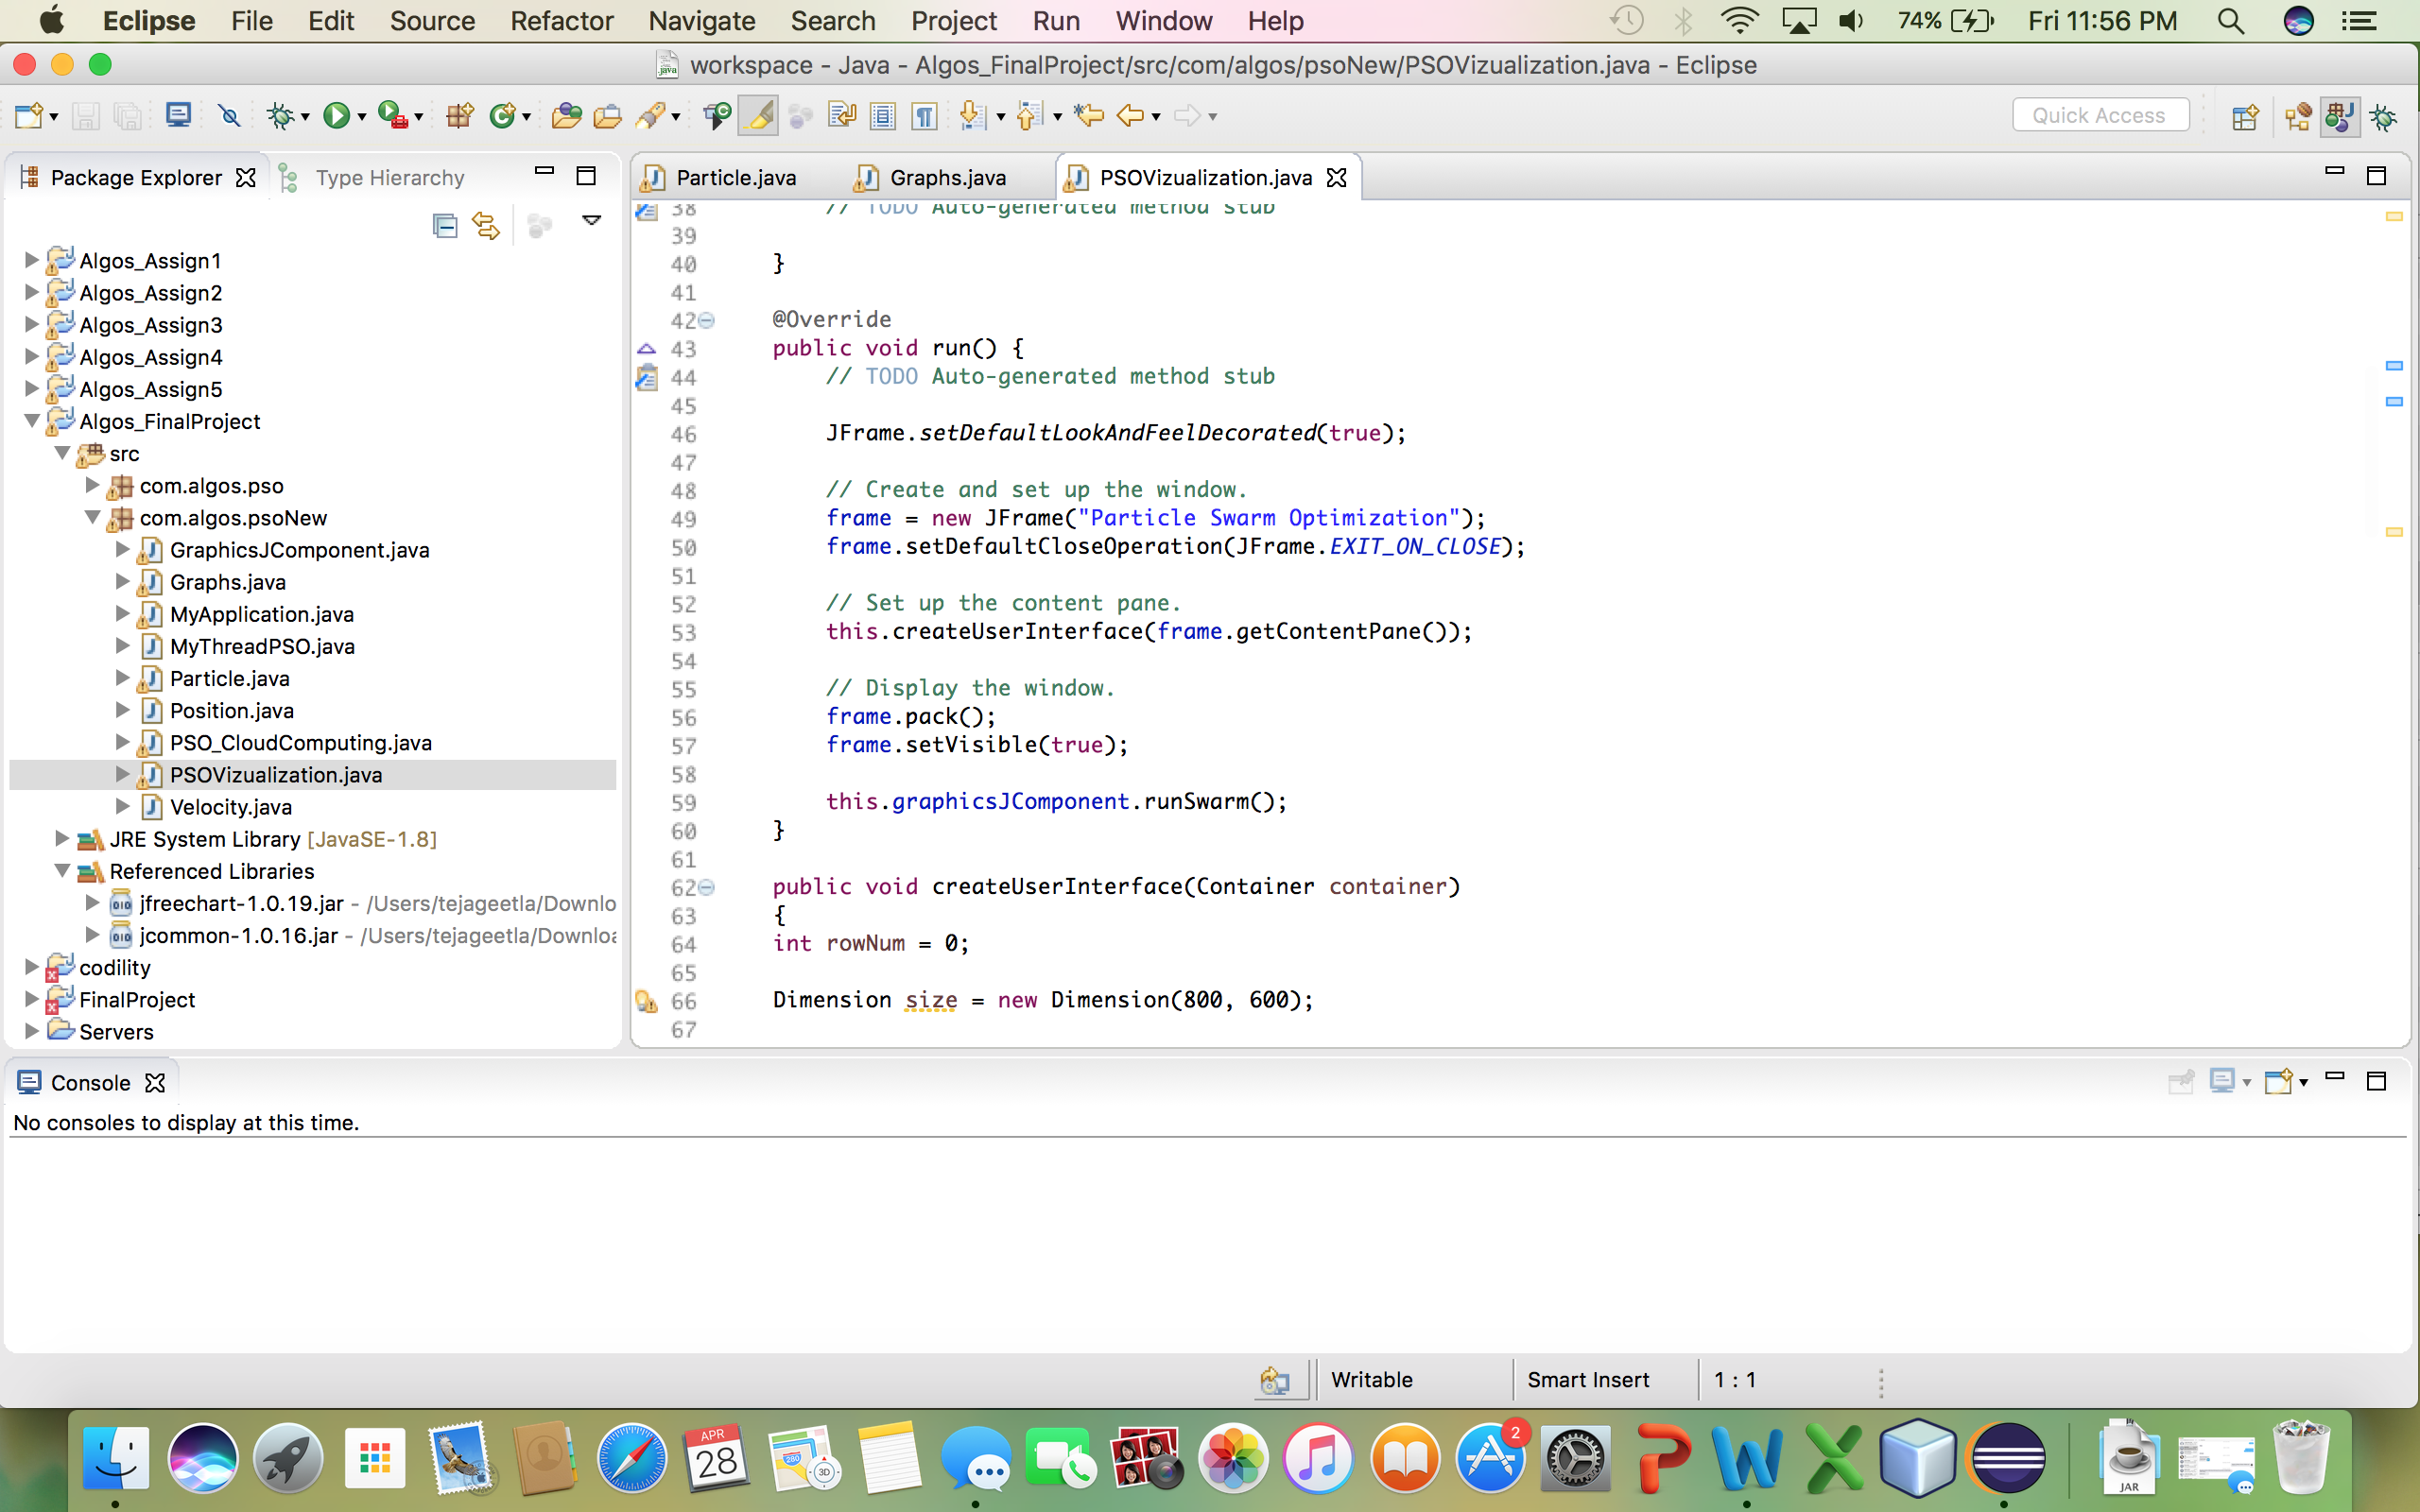 Eclipse File Edit Source Refactor Navigate Search Project Run Window Help 74% Fri 11:56 PM
workspace - Java - Algos_FinalProject/src/com/algos/psoNew/PSOVizualization.java - Eclipse
Quick Access
Package Explorer Type Hierarchy
Algos_Assign1
Algos_Assign2
Algos_Assign3
Algos_Assign4
Algos_Assign5
Algos_FinalProject
src
com.algos.pso
com.algos.psoNew
GraphicsJComponent.java
Graphs.java
MyApplication.java
MyThreadPSO.java
Particle.java
Position.java
PSO_CloudComputing.java
PSOVizualization.java
Velocity.java
JRE System Library [JavaSE-1.8]
Referenced Libraries
jfreechart-1.0.19.jar - /Users/tejageetla/Downlo
jcommon-1.0.16.jar - /Users/tejageetla/Downloa
codility
FinalProject
Servers
Particle.java Graphs.java PSOVizualization.java
38 // TODO Auto-generated method stub
39
40 }
41
42 @Override
43 public void run() {
44 // TODO Auto-generated method stub
45
46 JFrame.setDefaultLookAndFeelDecorated(true);
47
48 // Create and set up the window.
49 frame = new JFrame("Particle Swarm Optimization");
50 frame.setDefaultCloseOperation(JFrame.EXIT_ON_CLOSE);
51
52 // Set up the content pane.
53 this.createUserInterface(frame.getContentPane());
54
55 // Display the window.
56 frame.pack();
57 frame.setVisible(true);
58
59 this.graphicsJComponent.runSwarm();
60 }
61
62 public void createUserInterface(Container container)
63 {
64 int rowNum = 0;
65
66 Dimension size = new Dimension(800, 600);
67
Console
No consoles to display at this time.
Writable Smart Insert 1 : 1
APR
28
280
3D
2
JAR